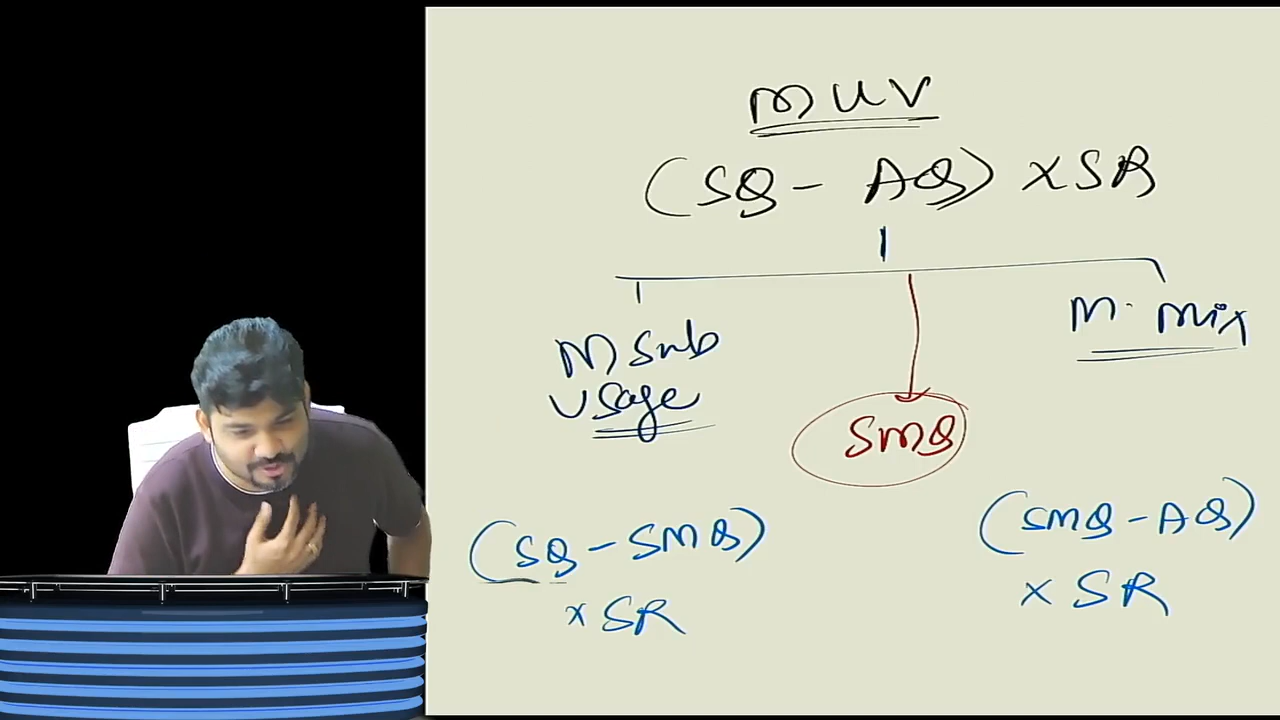 MUV
(SQ - AQ) x SR
M Sub
usage
M. Mix
SMQ
(SQ - SMQ)
x SR
(SMQ - AQ)
x SR